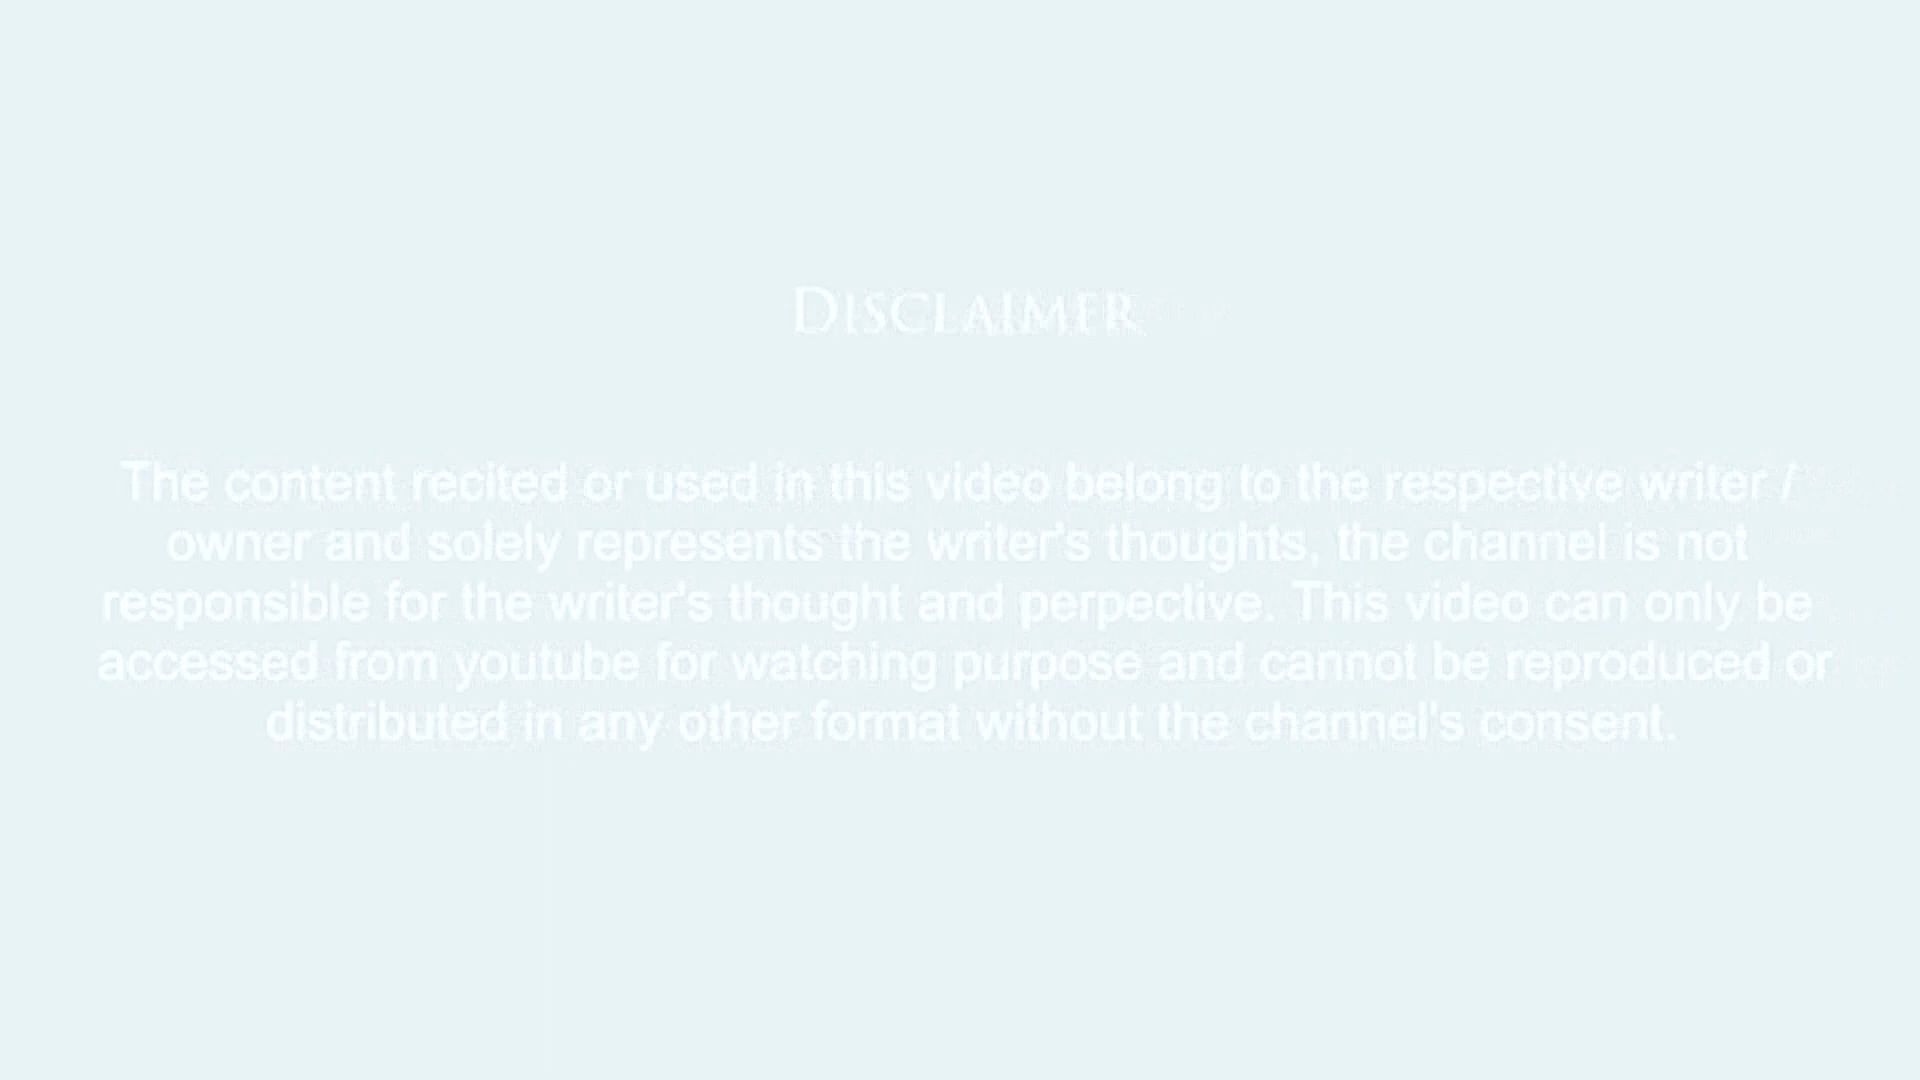 DISCLAIMER
The content recited or used in this video belong to the respective writer /
owner and solely represents the writer's thoughts, the channel is not
responsible for the writer's thought and perpective. This video can only be
accessed from youtube for watching purpose and cannot be reproduced or
distributed in any other format without the channel's consent.